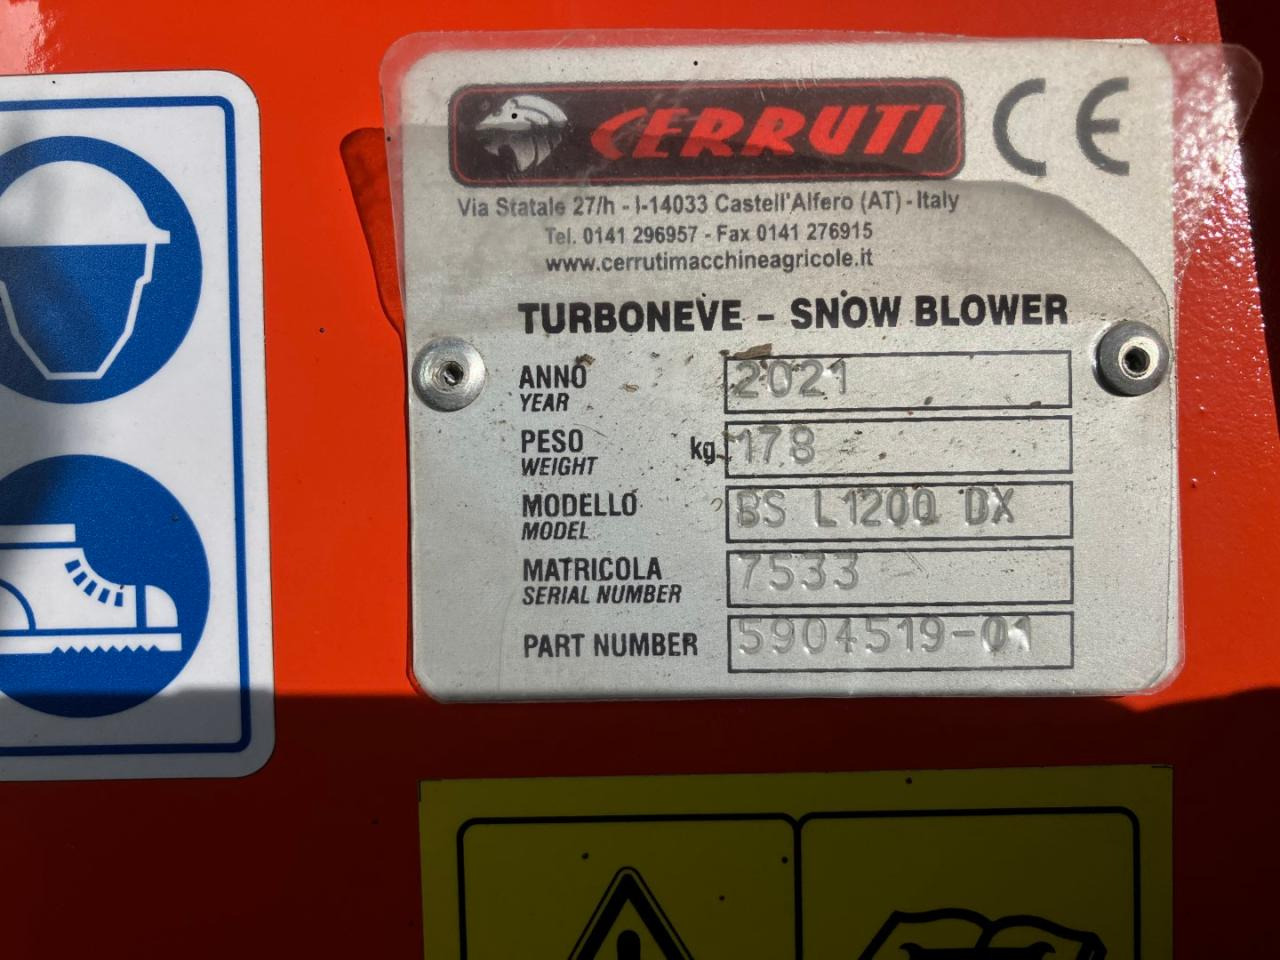 CERRUTI CE
Via Statale 27/h - I-14033 Castell'Alfero (AT) - Italy
Tel. 0141 296957 - Fax 0141 276915
www.cerrutimacchineagricole.it
TURBONEVE - SNOW BLOWER
ANNO 2021
YEAR
PESO kg. 178
WEIGHT
MODELLO BS L1200 DX
MODEL
MATRICOLA 7533
SERIAL NUMBER
PART NUMBER 5904519-01